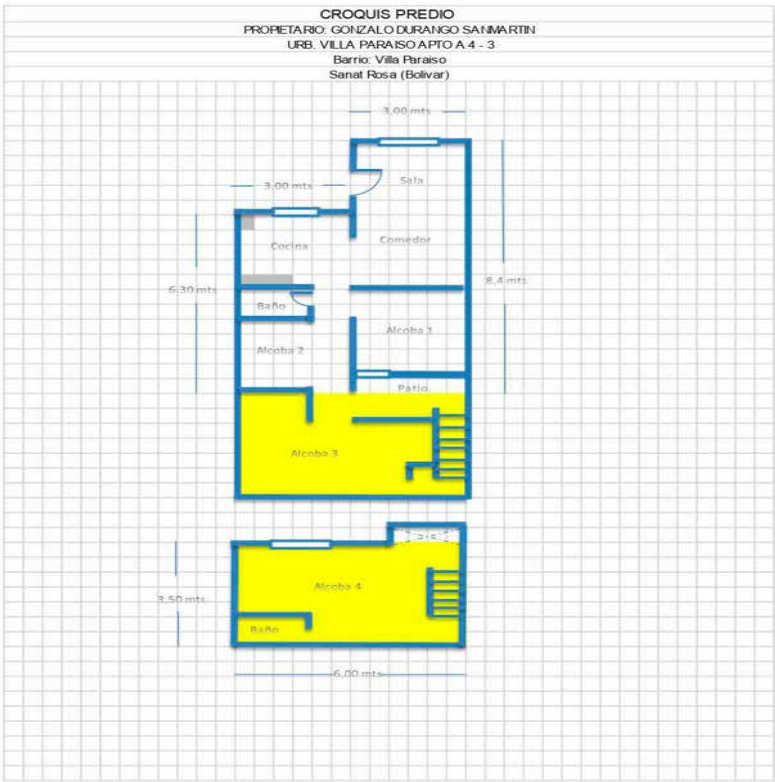 CROQUIS PREDIO
PROPIETARIO: GONZALO DURANGO SANMARTIN
URB. VILLA PARAISO APTO A 4 - 3
Barrio: Villa Paraiso
Sanat Rosa (Bolivar)
3,00 mts
Sala
3,00 mts
Comedor
Cocina
8,4 mts
6,30 mts
Baño
Alcoba 1
Alcoba 2
Patio
Alcoba 3
Alcoba 4
3,50 mts
Baño
6,00 mts